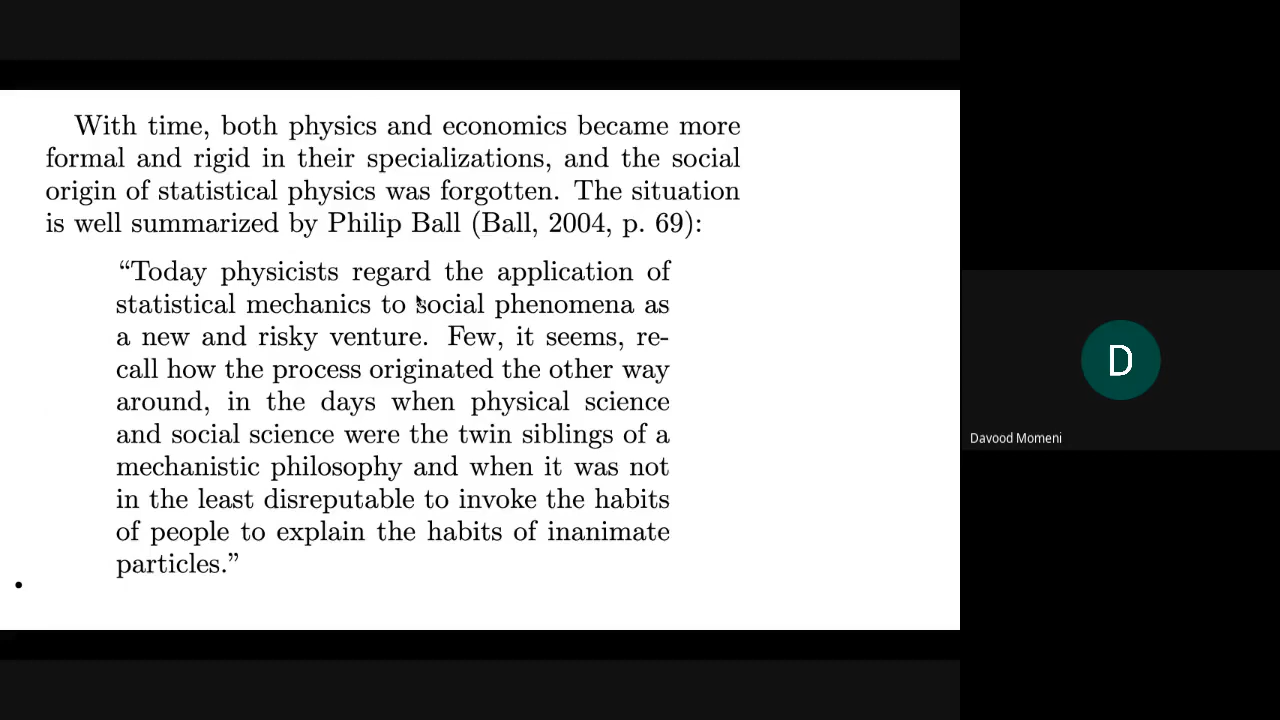 With time, both physics and economics became more
formal and rigid in their specializations, and the social
origin of statistical physics was forgotten. The situation
is well summarized by Philip Ball (Ball, 2004, p. 69):
“Today physicists regard the application of
statistical mechanics to social phenomena as
a new and risky venture. Few, it seems, re-
call how the process originated the other way
around, in the days when physical science
and social science were the twin siblings of a
mechanistic philosophy and when it was not
in the least disreputable to invoke the habits
of people to explain the habits of inanimate
particles.”
D
Davood Momeni